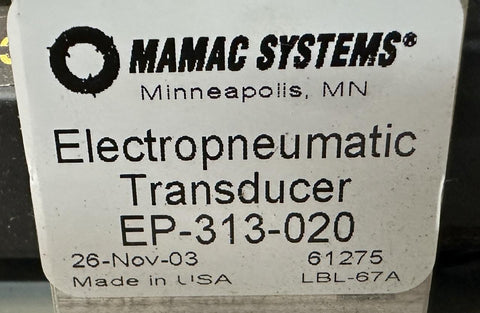 MAMAC SYSTEMS®
Minneapolis, MN
Electropneumatic
Transducer
EP-313-020
26-Nov-03 61275
Made in USA LBL-67A